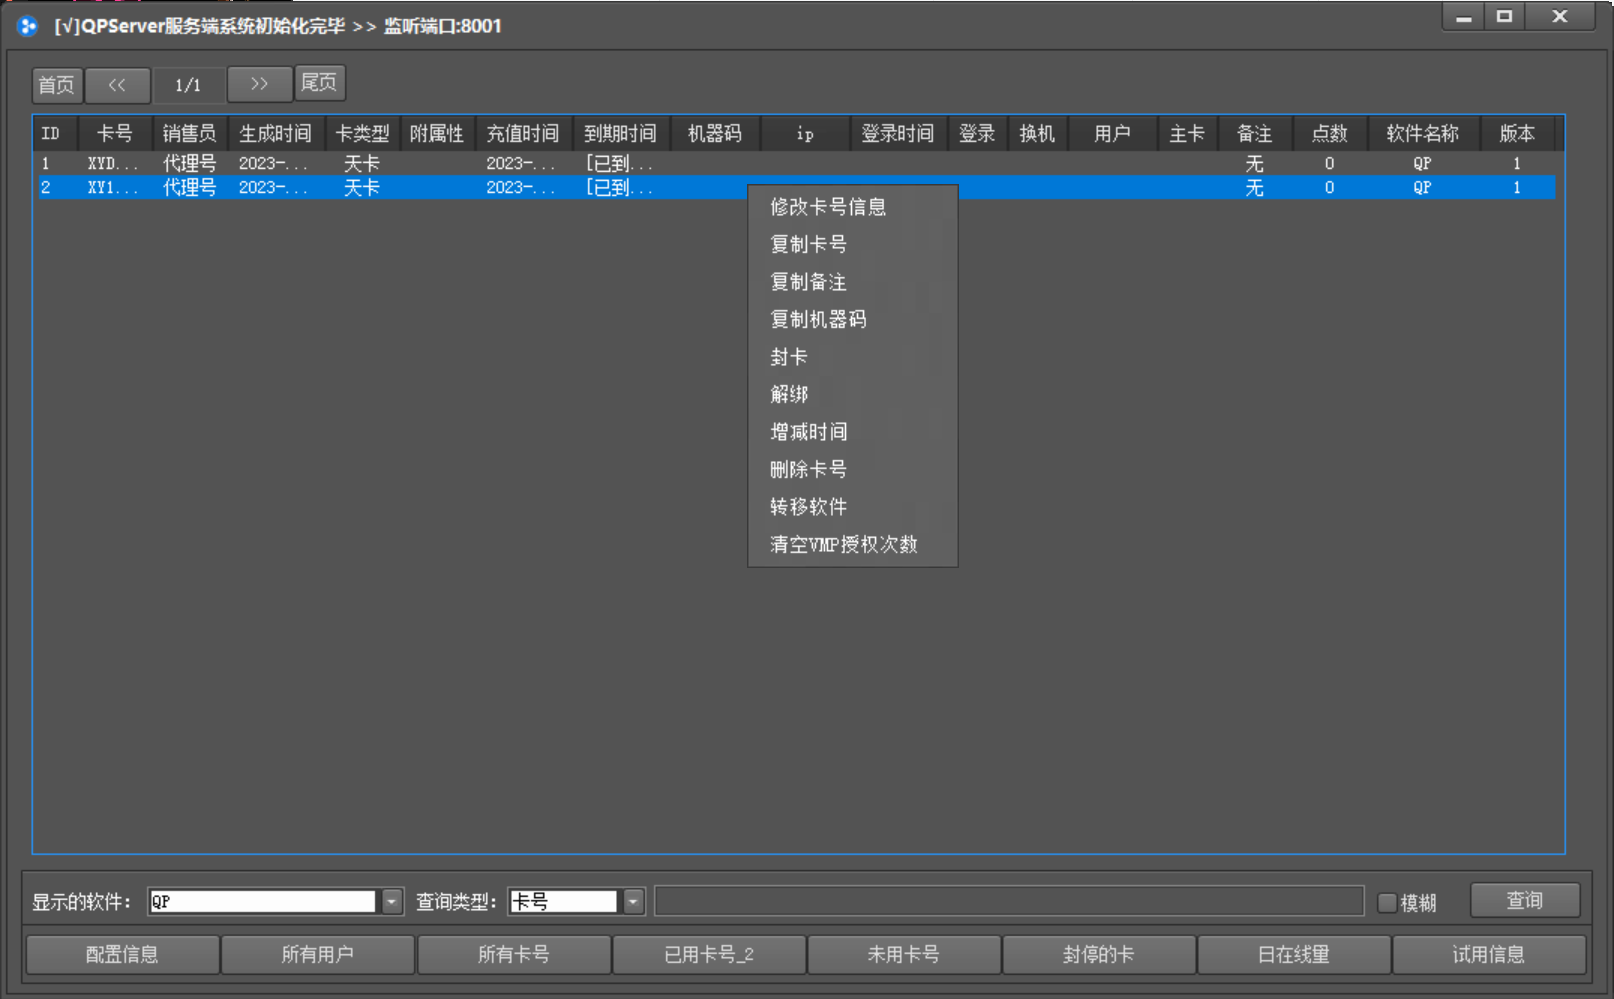 [√]QPServer服务端系统初始化完毕 >> 监听端口:8001
首页 << 1/1 >> 尾页
ID 卡号 销售员 生成时间 卡类型 附属性 充值时间 到期时间 机器码 ip 登录时间 登录 换机 用户 主卡 备注 点数 软件名称 版本
1 XYD... 代理号 2023-... 天卡 2023-... [已到... 无 0 QP 1
2 XY1... 代理号 2023-... 天卡 2023-... [已到... 无 0 QP 1
修改卡号信息
复制卡号
复制备注
复制机器码
封卡
解绑
增减时间
删除卡号
转移软件
清空VMP授权次数
显示的软件: QP 查询类型: 卡号 模糊 查询
配置信息 所有用户 所有卡号 已用卡号_2 未用卡号 封停的卡 日在线量 试用信息